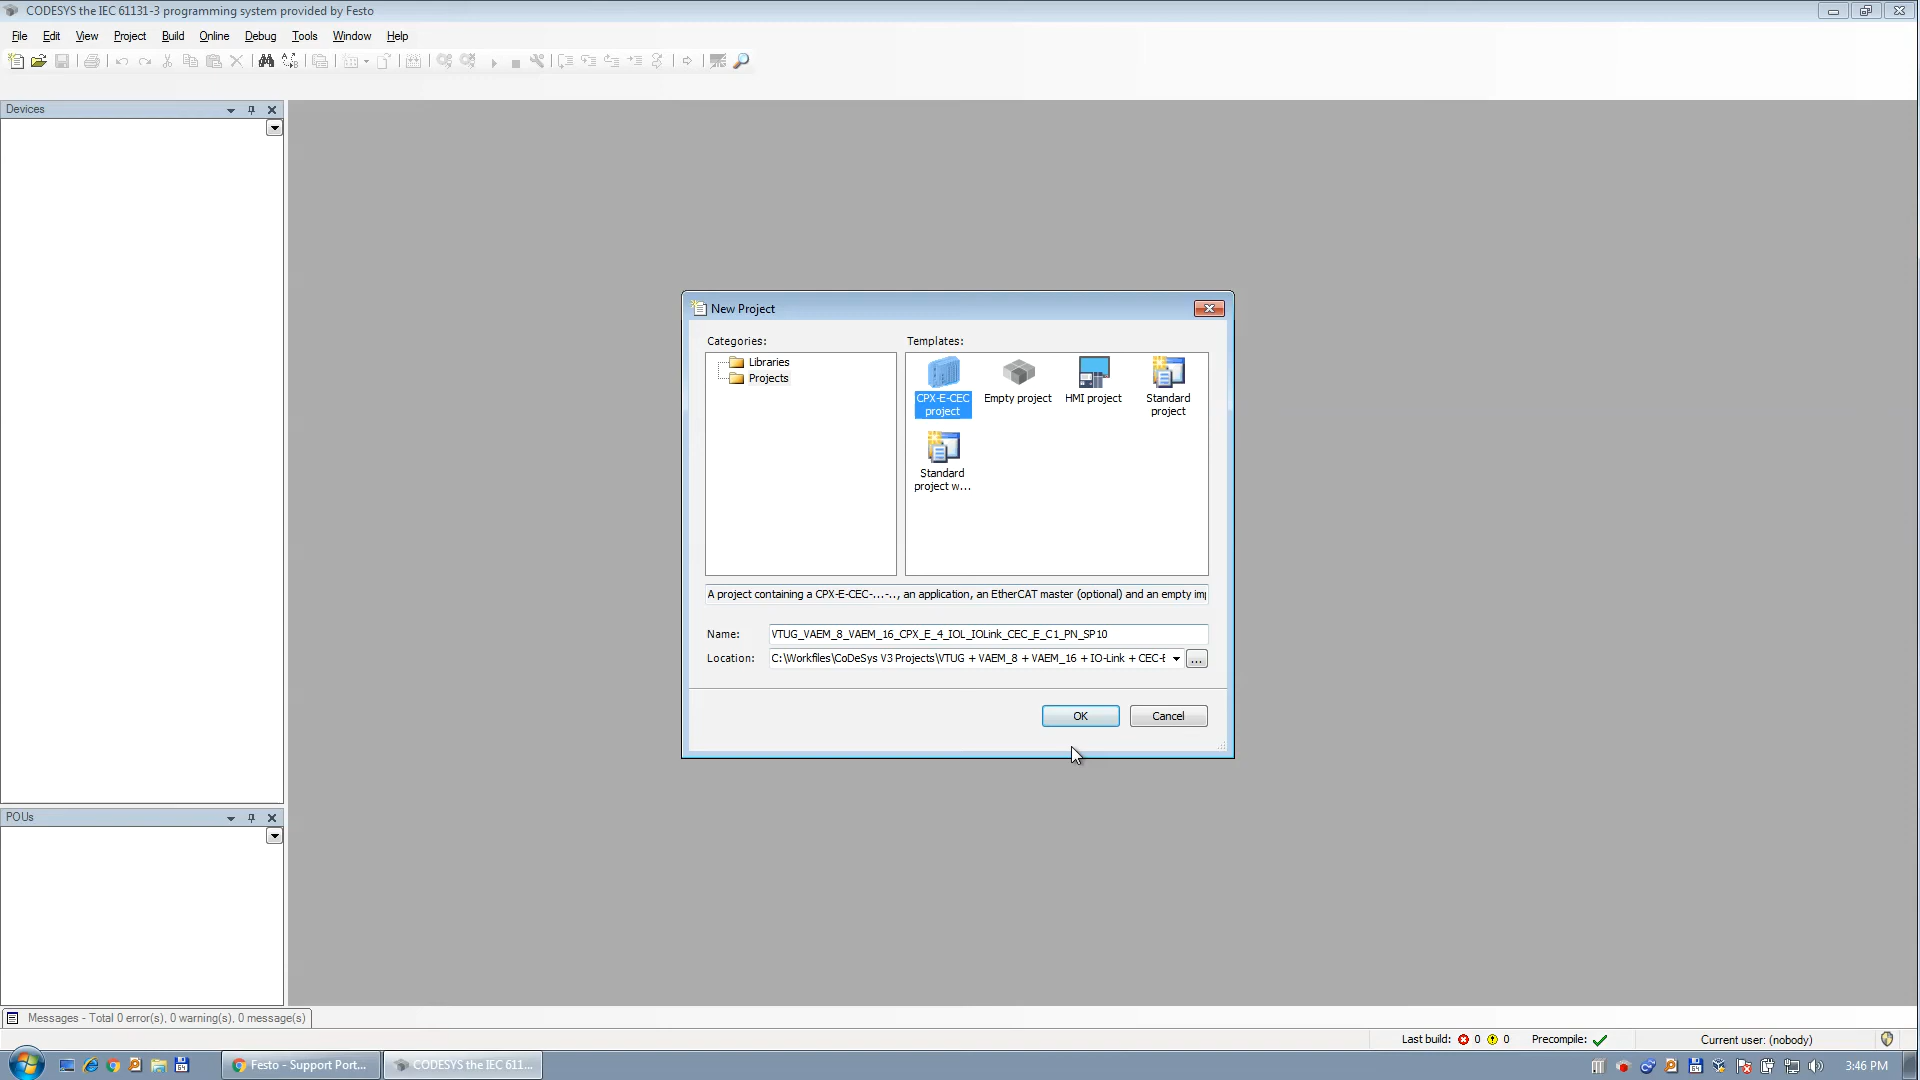 CODESYS the IEC 61131-3 programming system provided by Festo
File Edit View Project Build Online Debug Tools Window Help
Devices
New Project
Categories:
Templates:
Libraries
Projects
CPX-E-CEC project
Empty project
HMI project
Standard project
Standard project w...
A project containing a CPX-E-CEC-...-.., an application, an EtherCAT master (optional) and an empty
Name: VTUG_VAEM_8_VAEM_16_CPX_E_4_IOL_IOLink_CEC_E_C1_PN_SP10
Location: C:\Workfiles\CoDeSys V3 Projects\VTUG + VAEM_8 + VAEM_16 + IO-Link + CEC-E
...
OK
Cancel
POUs
Messages - Total 0 error(s), 0 warning(s), 0 message(s)
Last build: 0 0 Precompile: Current user: (nobody)
Festo - Support Port...
CODESYS the IEC 611...
3:46 PM